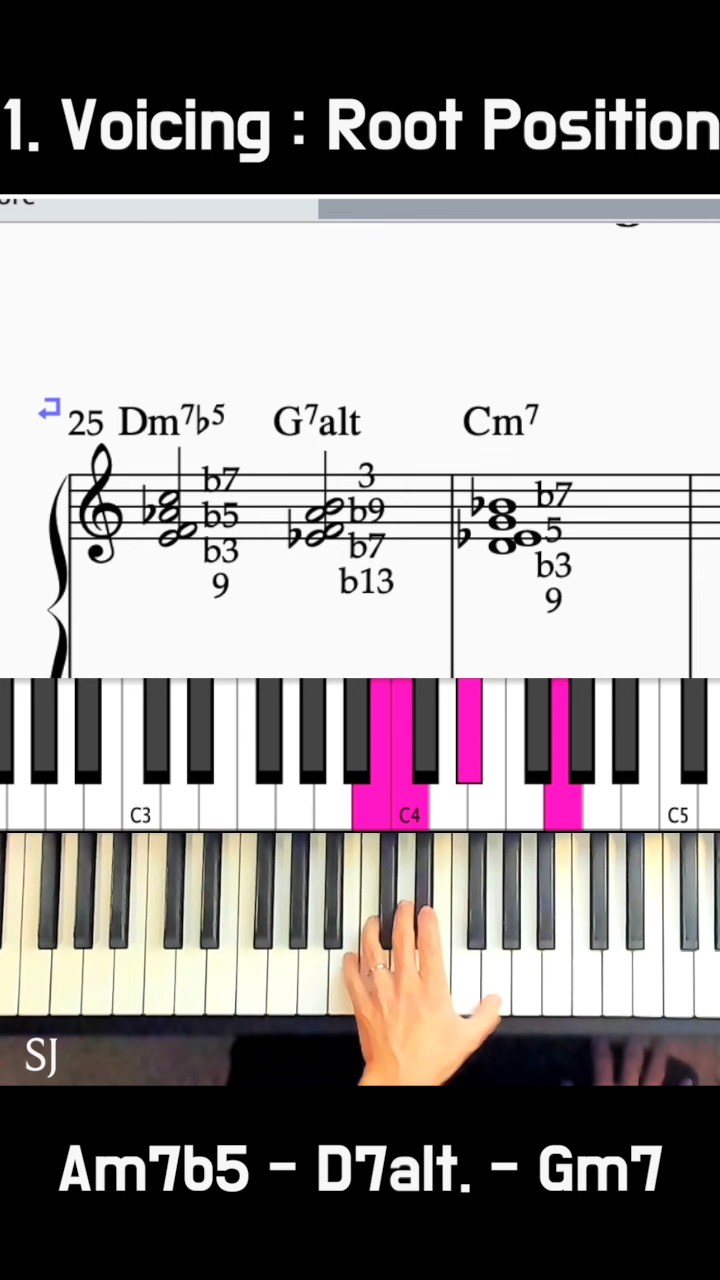 1. Voicing : Root Position
25 Dm7b5 G7alt Cm7
b7 3 b7
b5 b9 5
b3 b7 b3
9 b13 9
C3 C4 C5
SJ
Am7b5 - D7alt. - Gm7